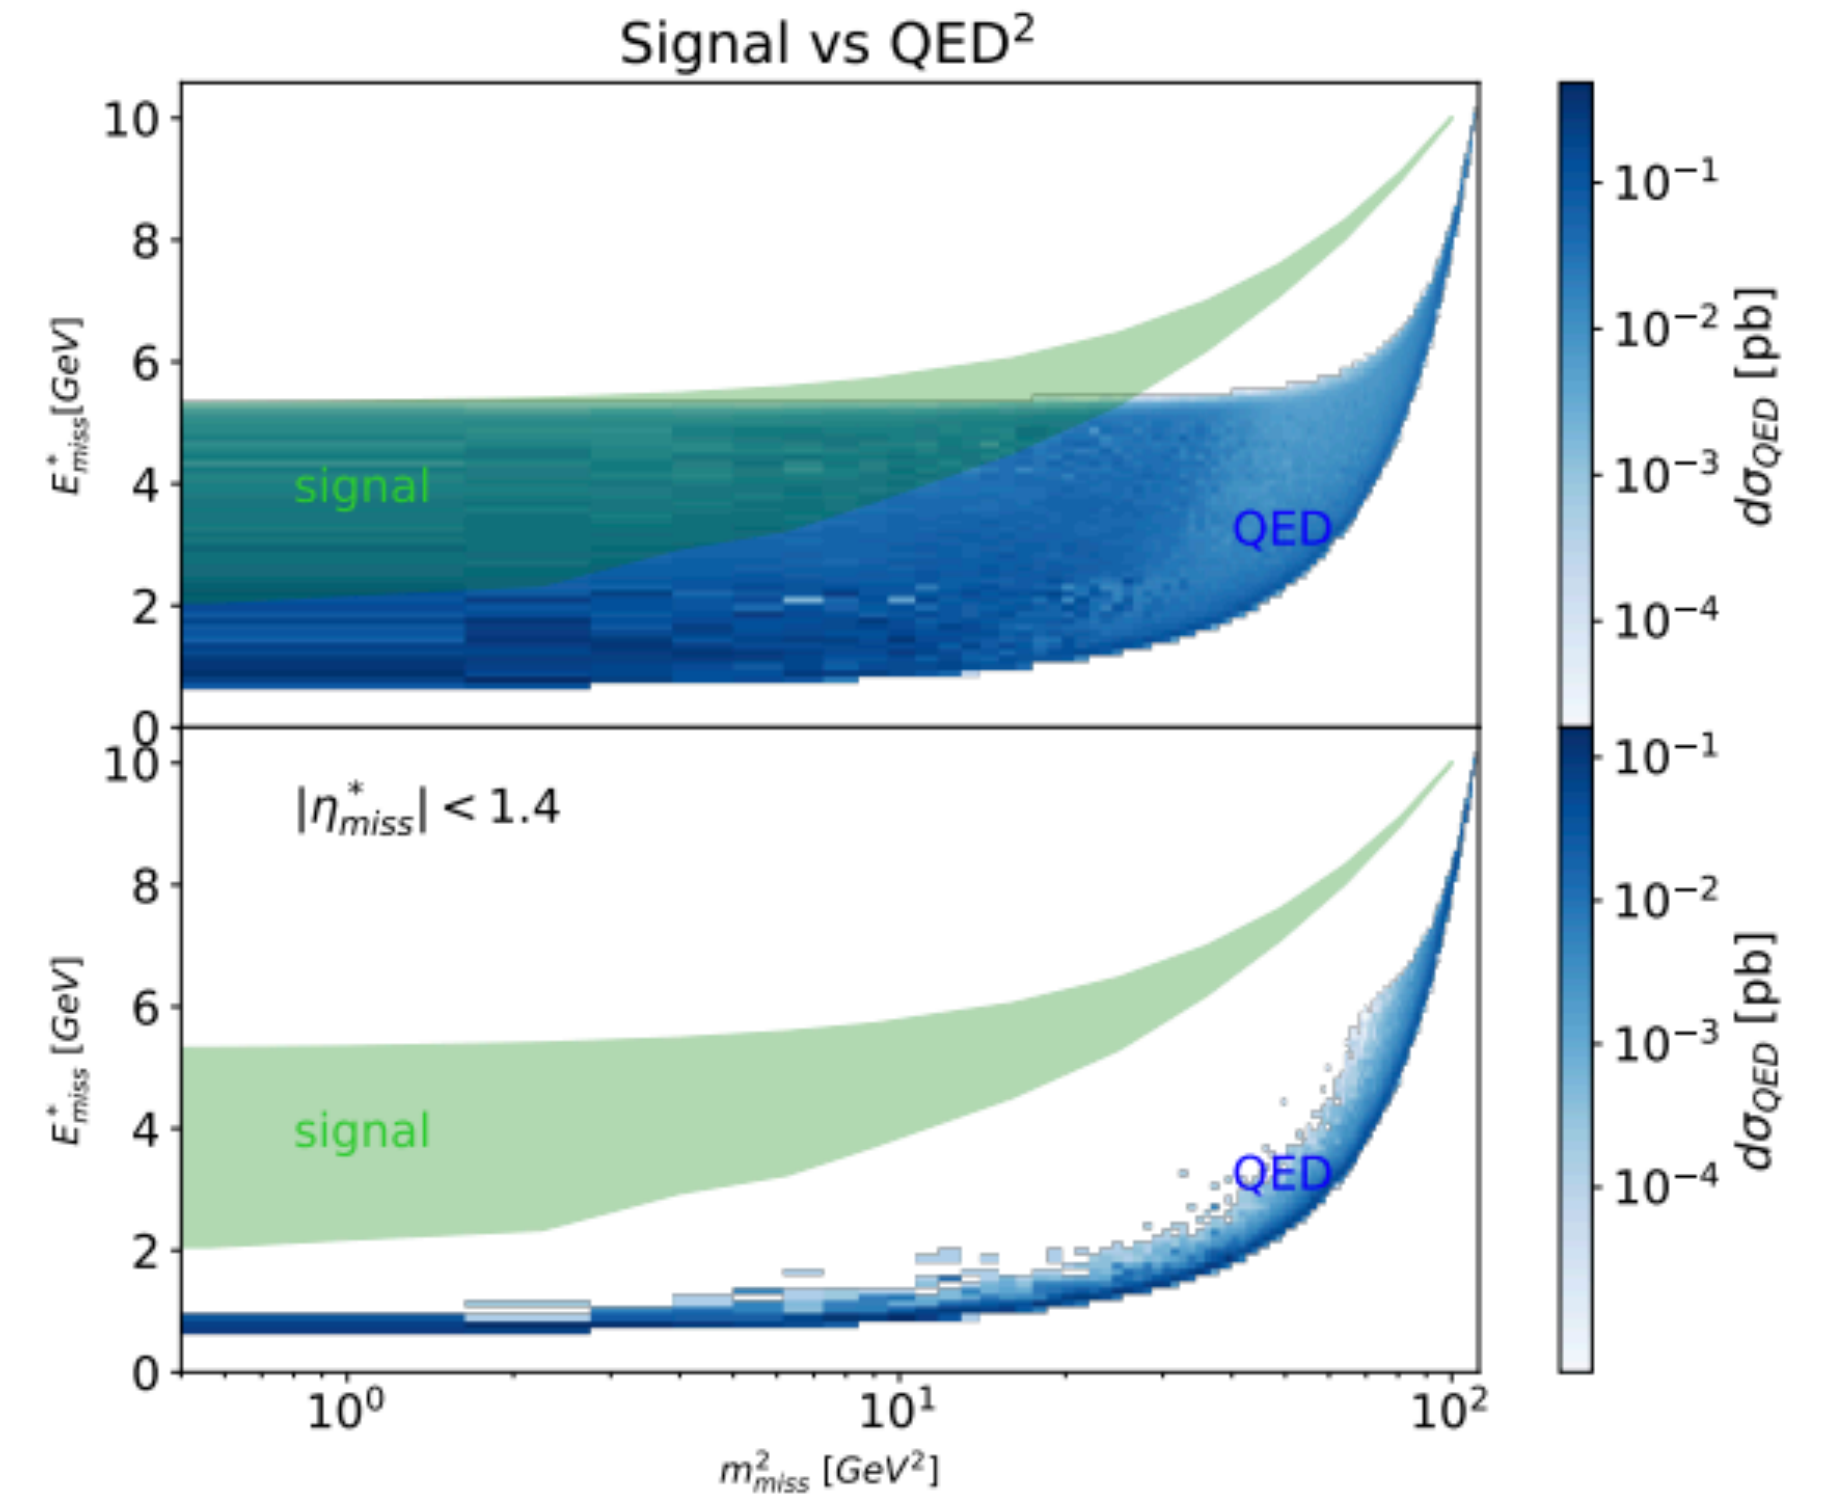 Signal vs QED²
10
8
6
4
2
0
E*miss[GeV]
signal
QED
10⁻¹
10⁻²
10⁻³
10⁻⁴
dσQED [pb]
10
8
6
4
2
0
E*miss [GeV]
|η*miss| < 1.4
signal
QED
10⁻¹
10⁻²
10⁻³
10⁻⁴
dσQED [pb]
10⁰ 10¹ 10²
m²miss [GeV²]